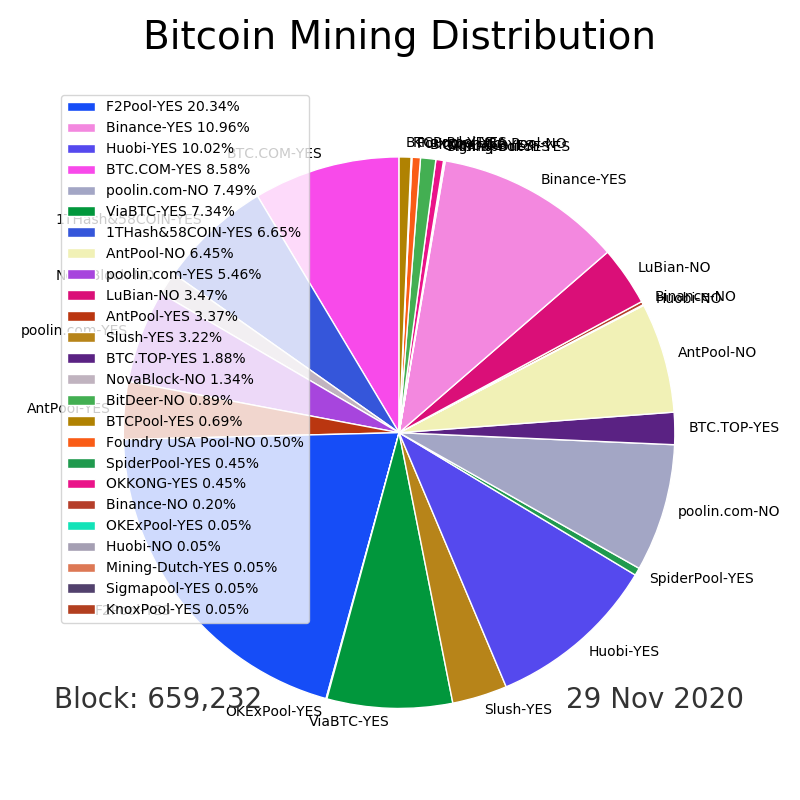 Bitcoin Mining Distribution
F2Pool-YES 20.34%
Binance-YES 10.96%
Huobi-YES 10.02%
BTC.COM-YES 8.58%
poolin.com-NO 7.49%
ViaBTC-YES 7.34%
1THash&58COIN-YES 6.65%
AntPool-NO 6.45%
poolin.com-YES 5.46%
LuBian-NO 3.47%
AntPool-YES 3.37%
Slush-YES 3.22%
BTC.TOP-YES 1.88%
NovaBlock-NO 1.34%
BitDeer-NO 0.89%
BTCPool-YES 0.69%
Foundry USA Pool-NO 0.50%
SpiderPool-YES 0.45%
OKKONG-YES 0.45%
Binance-NO 0.20%
OKExPool-YES 0.05%
Huobi-NO 0.05%
Mining-Dutch-YES 0.05%
Sigmapool-YES 0.05%
KnoxPool-YES 0.05%
BTC.COM-YES
1THash&58COIN-YES
poolin.com-YES
AntPool-YES
Binance-YES
LuBian-NO
Binance-NO
Huobi-NO
AntPool-NO
BTC.TOP-YES
poolin.com-NO
SpiderPool-YES
Huobi-YES
Slush-YES
ViaBTC-YES
OKExPool-YES
Block: 659,232
29 Nov 2020